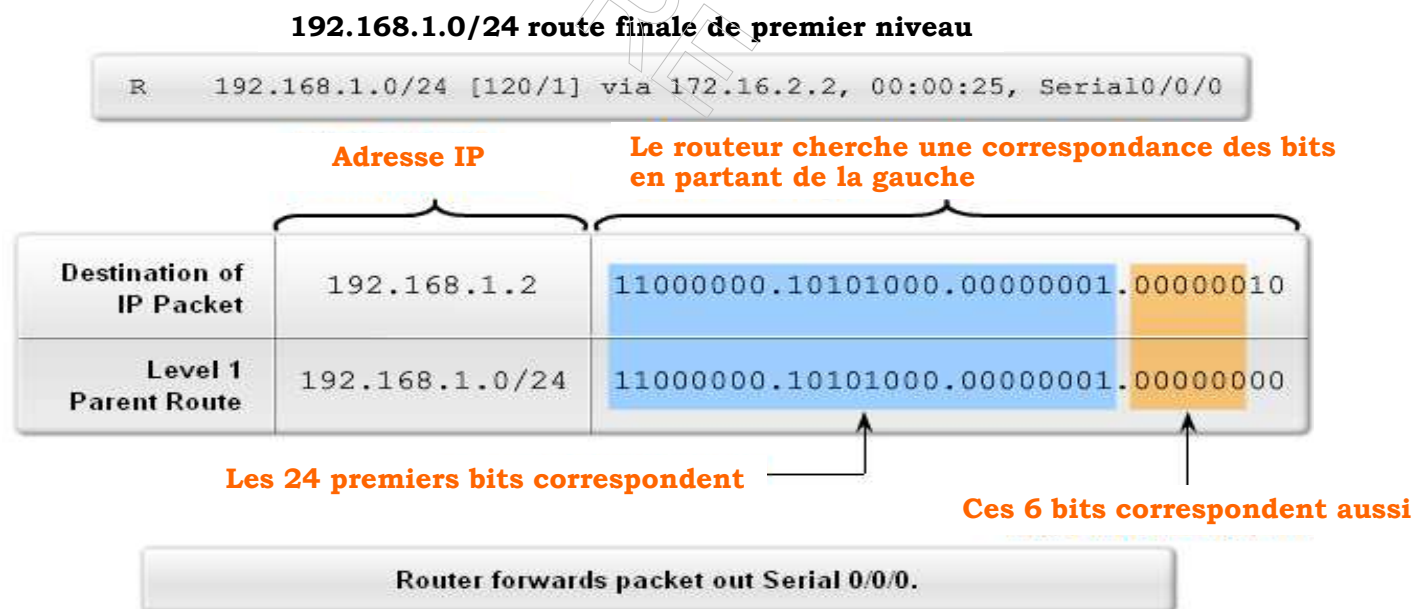 192.168.1.0/24 route finale de premier niveau
R 192.168.1.0/24 [120/1] via 172.16.2.2, 00:00:25, Serial0/0/0
Adresse IP
Le routeur cherche une correspondance des bits
en partant de la gauche
Destination of
IP Packet
192.168.1.2
11000000.10101000.00000001.00000010
Level 1
Parent Route
192.168.1.0/24
11000000.10101000.00000001.00000000
Les 24 premiers bits correspondent
Ces 6 bits correspondent aussi
Router forwards packet out Serial 0/0/0.